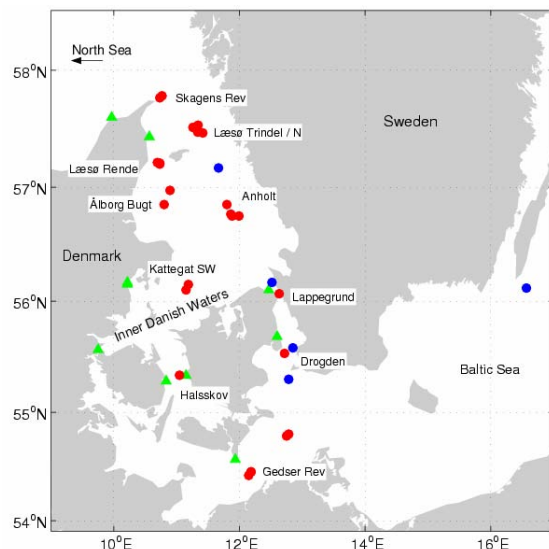 North Sea
58°N
Skagens Rev
Sweden
Læsø Trindel / N
Læsø Rende
57°N
Ålborg Bugt
Anholt
Denmark
Kattegat SW
56°N
Lappegrund
Inner Danish Waters
Drogden
Baltic Sea
Halsskov
55°N
Gedser Rev
54°N
10°E
12°E
14°E
16°E